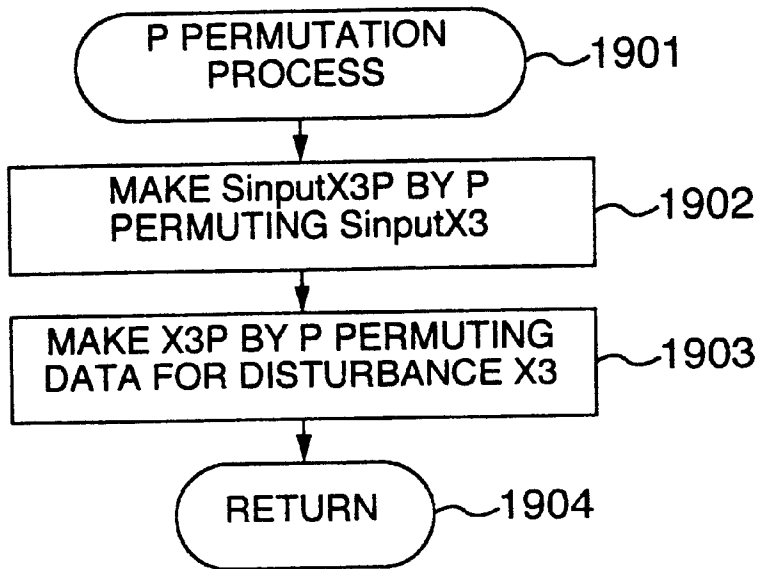 P PERMUTATION
PROCESS
1901
MAKE SinputX3P BY P
PERMUTING SinputX3
1902
MAKE X3P BY P PERMUTING
DATA FOR DISTURBANCE X3
1903
RETURN
1904